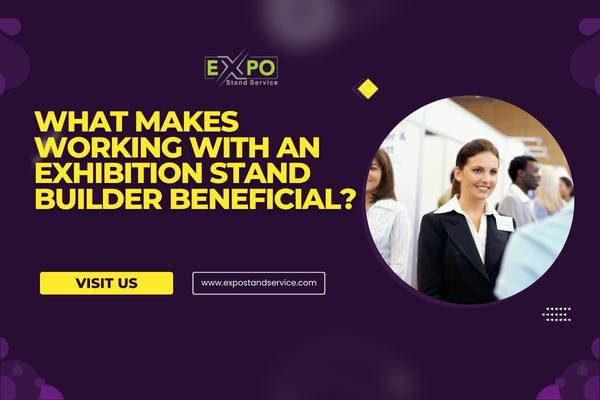 EXPO
Stand Service
WHAT MAKES
WORKING WITH AN
EXHIBITION STAND
BUILDER BENEFICIAL?
VISIT US
www.expostandservice.com